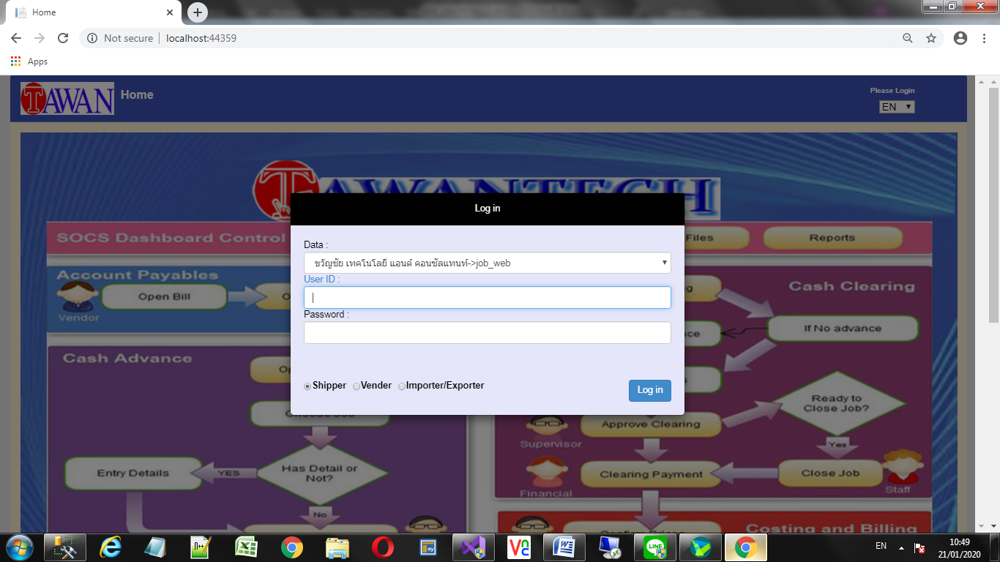 Home
Not secure
localhost:44359
Apps
TAWAN
Home
Please Login
EN
TAWANTECH
SOCS Dashboard Control
Files
Reports
Log in
Data :
ขวัญชัย เทคโนโลยี แอนด์ คอนซัลแทนท์->job_web
User ID :
Password :
Shipper
Vender
Importer/Exporter
Log in
Account Payables
Open Bill
Vendor
Cash Clearing
If No advance
Cash Advance
Ready to
Close Job?
Approve Clearing
Supervisor
Yes
Entry Details
YES
Has Detail or
Not?
Clearing Payment
Close Job
Financial
Staff
No
Costing and Billing
EN
10:49
21/01/2020